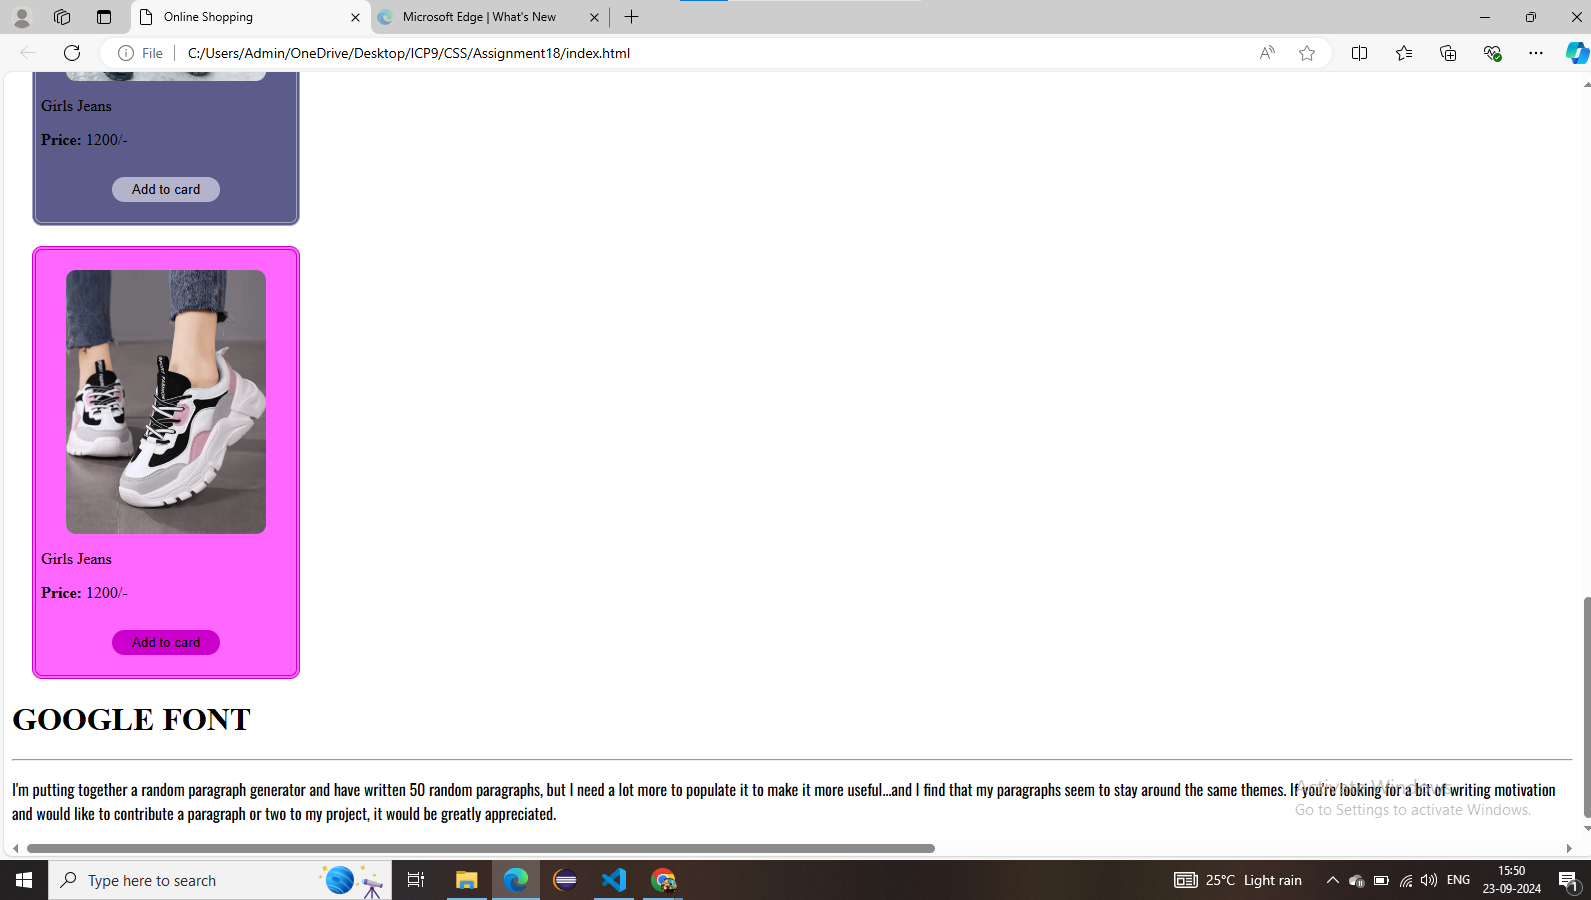 Online Shopping
Microsoft Edge | What's New
File
C:/Users/Admin/OneDrive/Desktop/ICP9/CSS/Assignment18/index.html
Girls Jeans
Price: 1200/-
Add to card
Girls Jeans
Price: 1200/-
Add to card
GOOGLE FONT
I'm putting together a random paragraph generator and have written 50 random paragraphs, but I need a lot more to populate it to make it more useful...and I find that my paragraphs seem to stay around the same themes. If you're looking for a bit of writing motivation
and would like to contribute a paragraph or two to my project, it would be greatly appreciated.
Activate Windows
Go to Settings to activate Windows.
Type here to search
25°C Light rain
ENG
15:50
23-09-2024
1